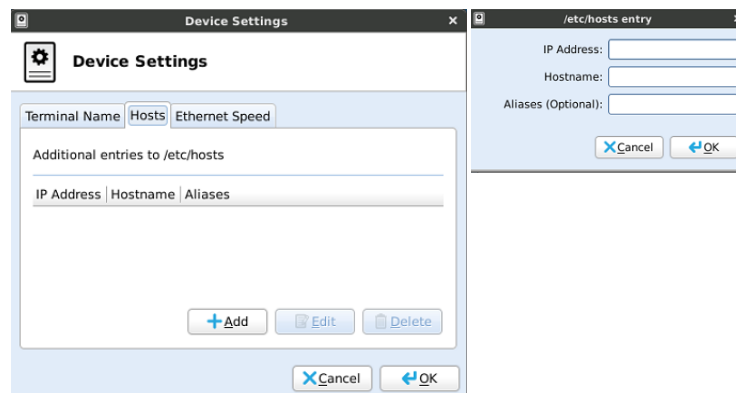 Device Settings
Device Settings
Terminal Name Hosts Ethernet Speed
Additional entries to /etc/hosts
IP Address Hostname Aliases
Add Edit Delete
Cancel OK
/etc/hosts entry
IP Address:
Hostname:
Aliases (Optional):
Cancel OK